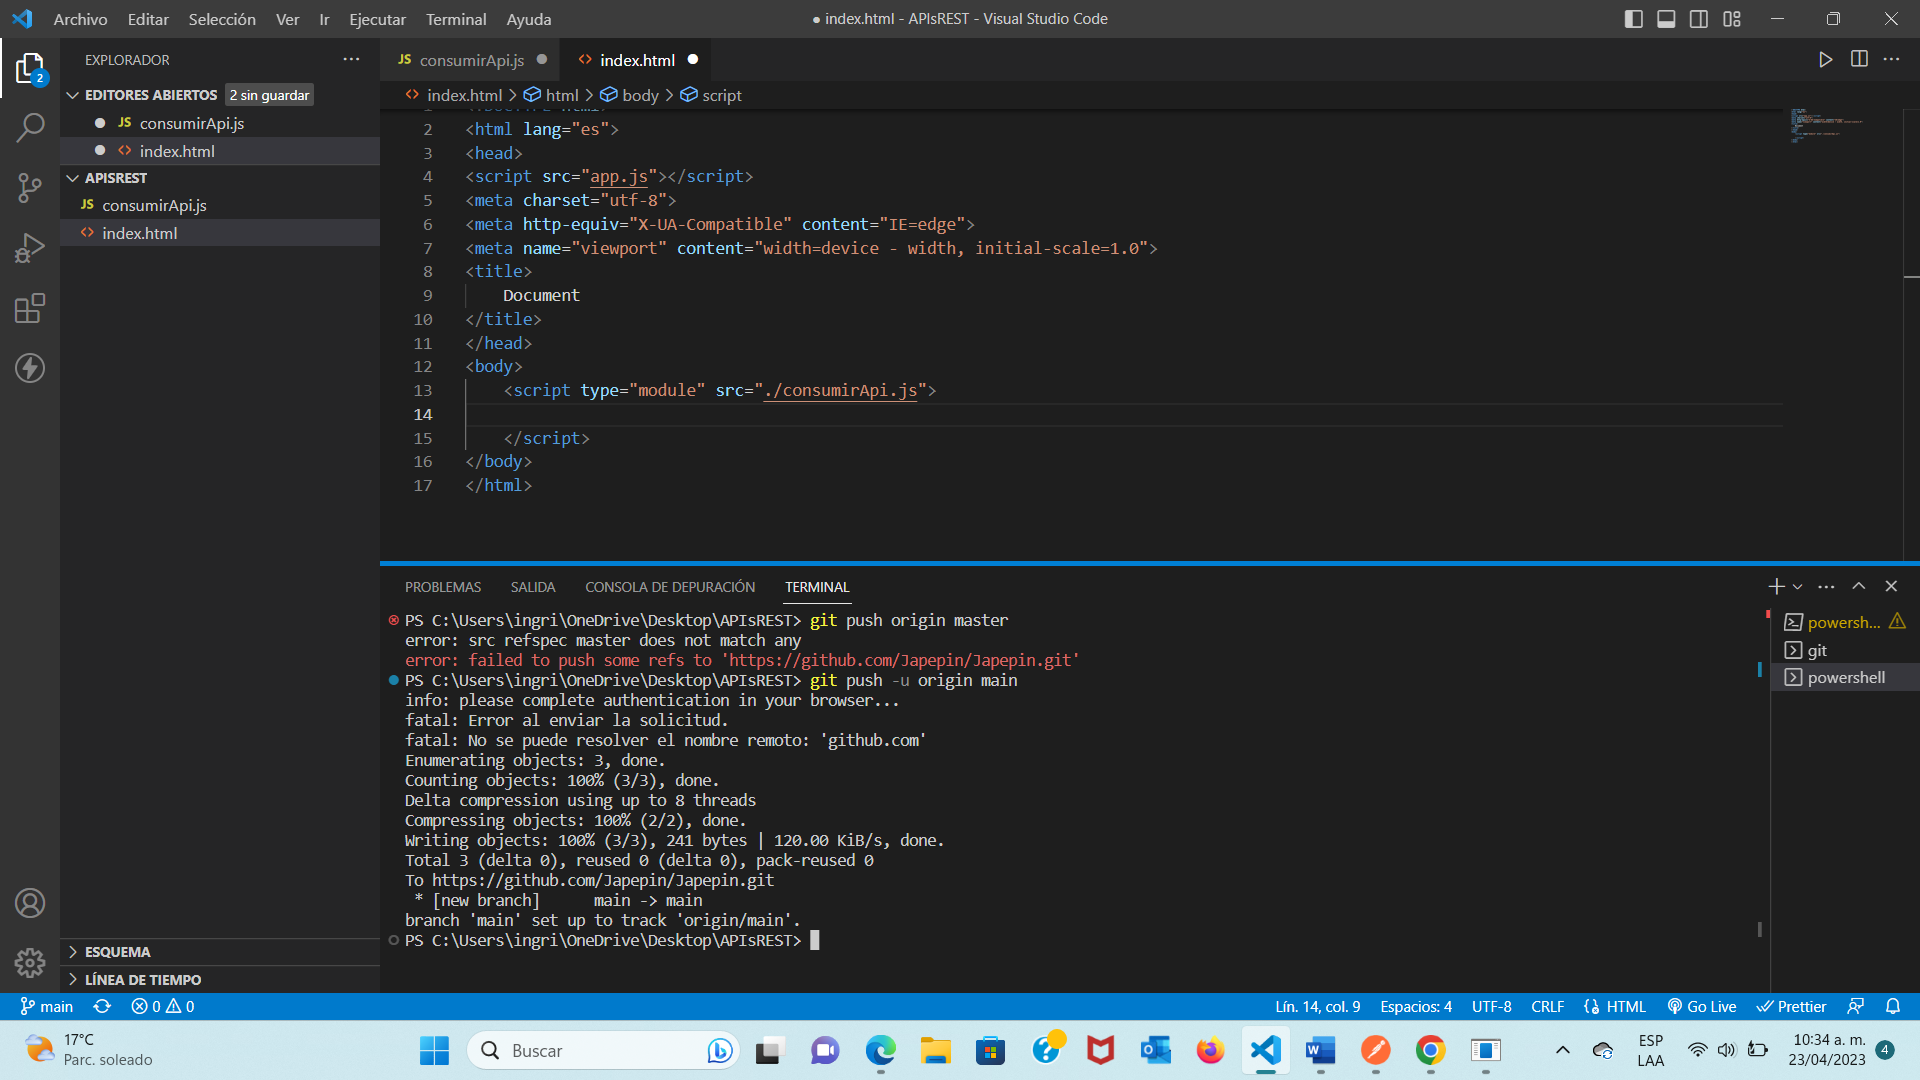 Archivo Editar Selección Ver Ir Ejecutar Terminal Ayuda
● index.html - APIsREST - Visual Studio Code
EXPLORADOR
2
EDITORES ABIERTOS 2 sin guardar
JS consumirApi.js
<> index.html
APISREST
JS consumirApi.js
<> index.html
ESQUEMA
LÍNEA DE TIEMPO
JS consumirApi.js
<> index.html
<> index.html > html > body > script
2 <html lang="es">
3 <head>
4 <script src="app.js"></script>
5 <meta charset="utf-8">
6 <meta http-equiv="X-UA-Compatible" content="IE=edge">
7 <meta name="viewport" content="width=device - width, initial-scale=1.0">
8 <title>
9 Document
10 </title>
11 </head>
12 <body>
13 <script type="module" src="./consumirApi.js">
14
15 </script>
16 </body>
17 </html>
PROBLEMAS SALIDA CONSOLA DE DEPURACIÓN TERMINAL
PS C:\Users\ingri\OneDrive\Desktop\APIsREST> git push origin master
error: src refspec master does not match any
error: failed to push some refs to 'https://github.com/Japepin/Japepin.git'
PS C:\Users\ingri\OneDrive\Desktop\APIsREST> git push -u origin main
info: please complete authentication in your browser...
fatal: Error al enviar la solicitud.
fatal: No se puede resolver el nombre remoto: 'github.com'
Enumerating objects: 3, done.
Counting objects: 100% (3/3), done.
Delta compression using up to 8 threads
Compressing objects: 100% (2/2), done.
Writing objects: 100% (3/3), 241 bytes | 120.00 KiB/s, done.
Total 3 (delta 0), reused 0 (delta 0), pack-reused 0
To https://github.com/Japepin/Japepin.git
* [new branch] main -> main
branch 'main' set up to track 'origin/main'.
PS C:\Users\ingri\OneDrive\Desktop\APIsREST>
powersh...
git
powershell
main 0 0
Lín. 14, col. 9 Espacios: 4 UTF-8 CRLF HTML Go Live Prettier
17°C
Parc. soleado
Buscar
ESP
LAA
10:34 a. m.
23/04/2023
4